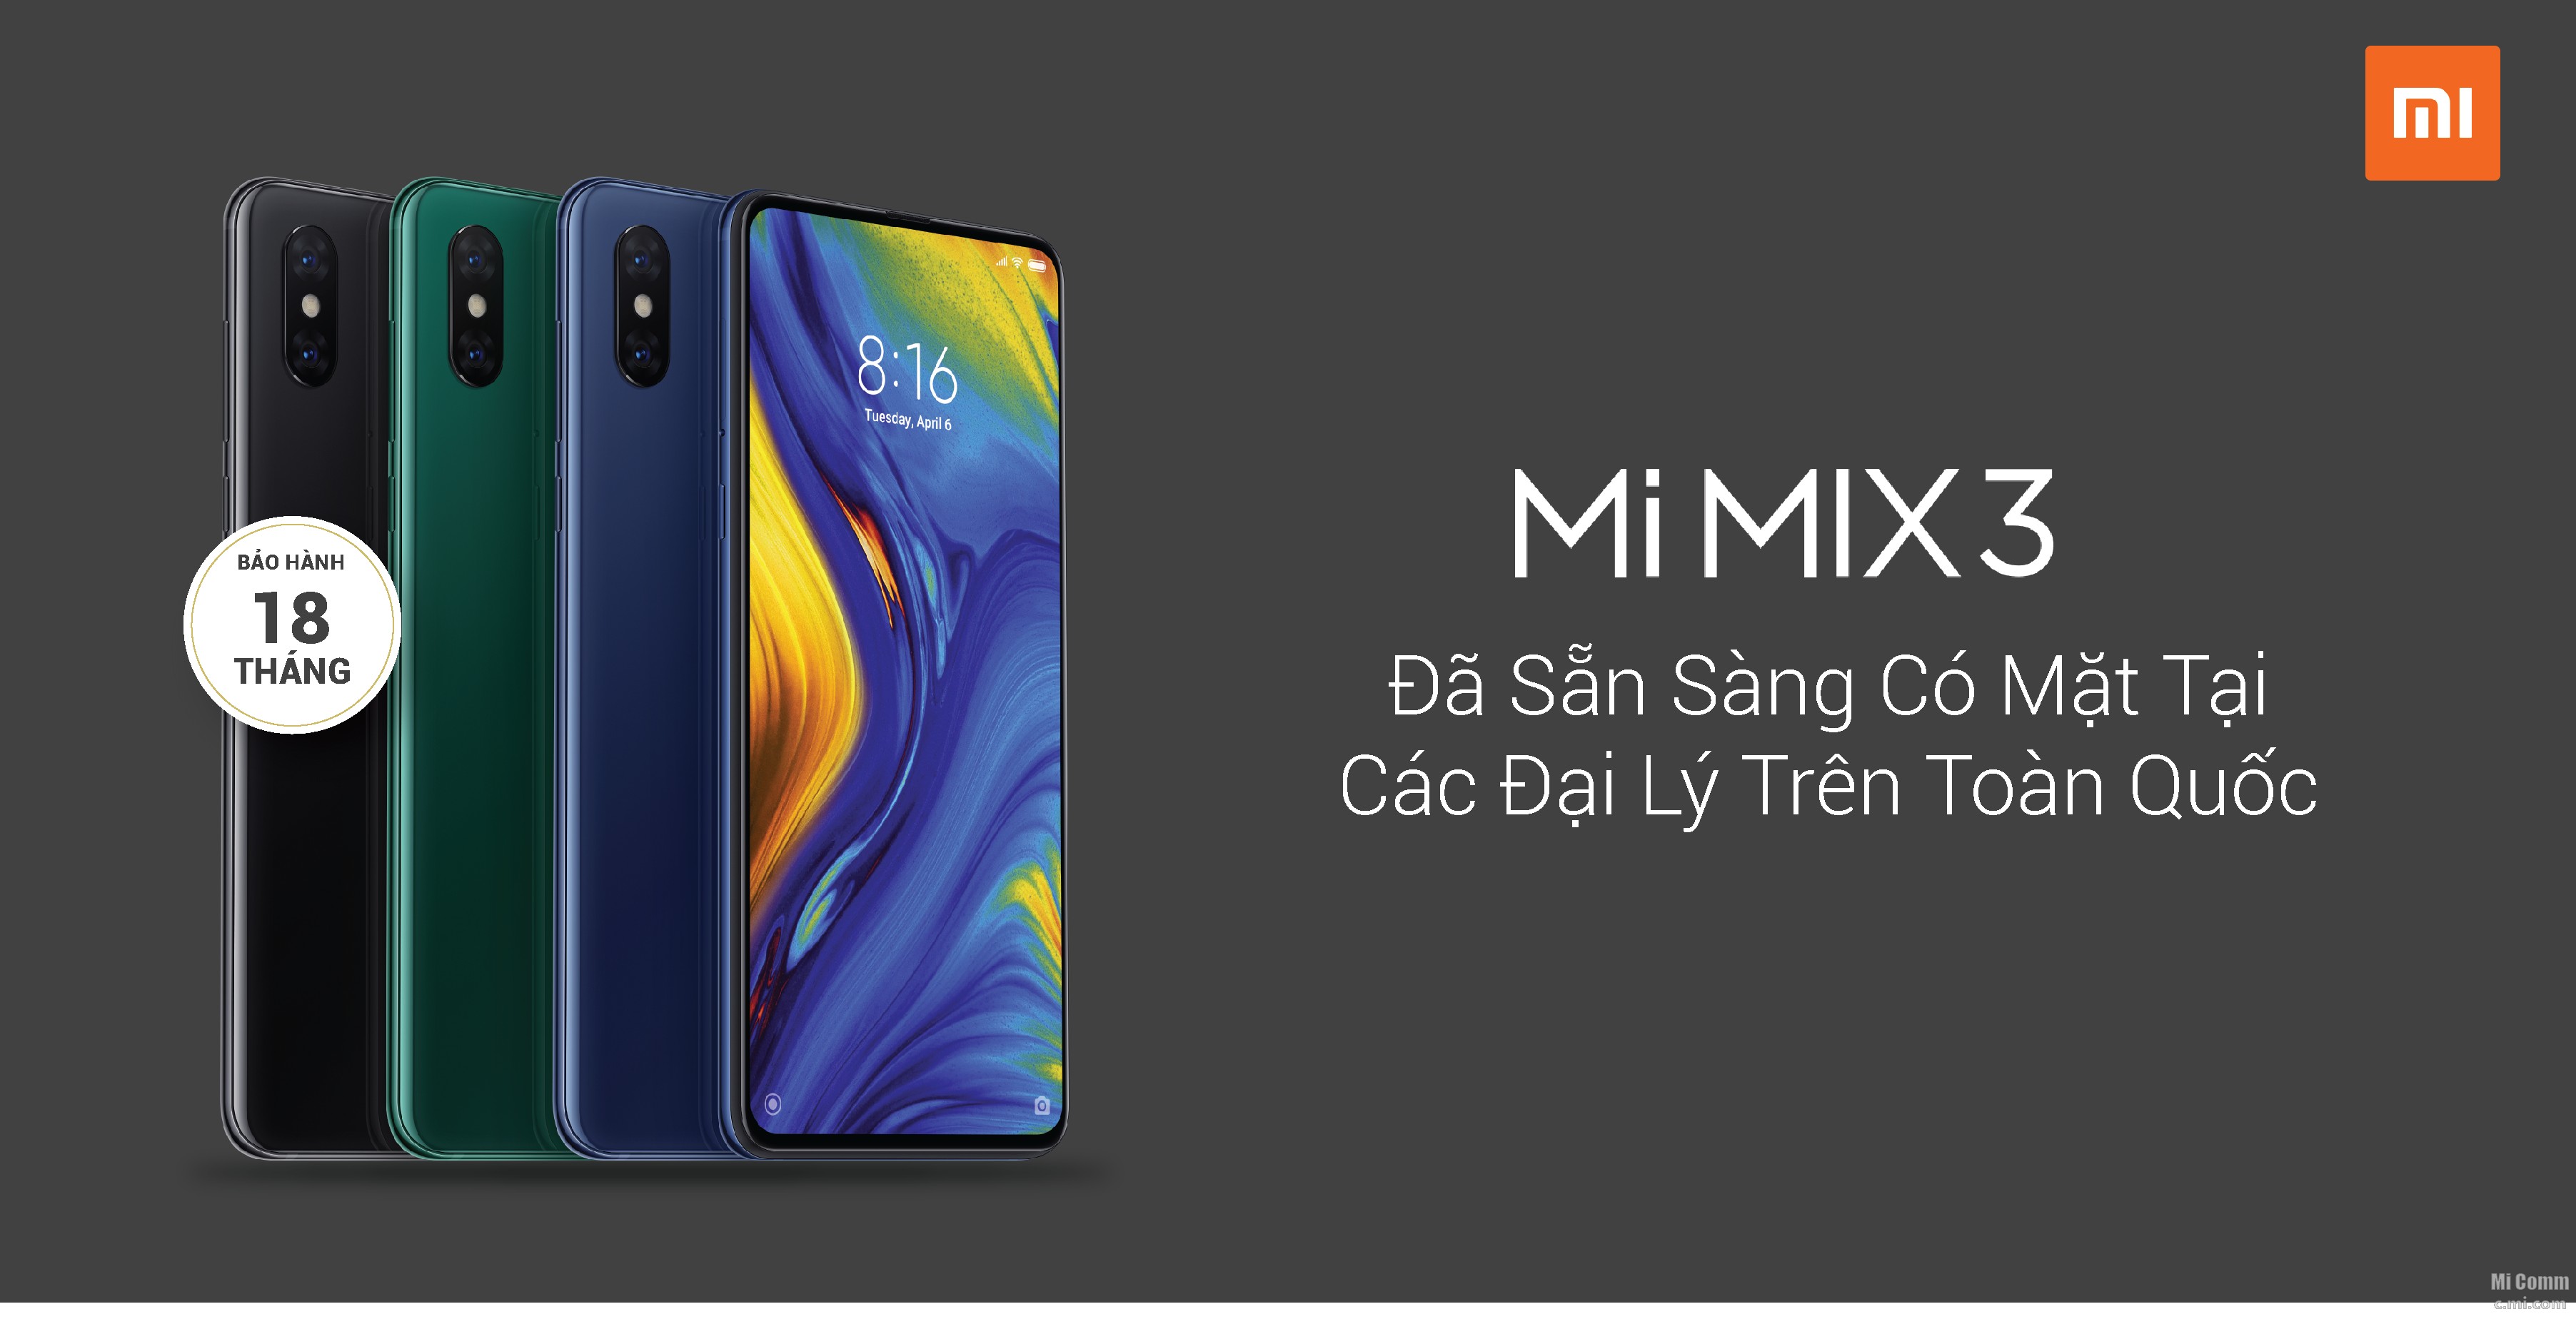 mi
BẢO HÀNH
18
THÁNG
8:16
Tuesday, April 6
Mi MIX 3
Đã Sẵn Sàng Có Mặt Tại
Các Đại Lý Trên Toàn Quốc
Mi Comm
c.mi.com